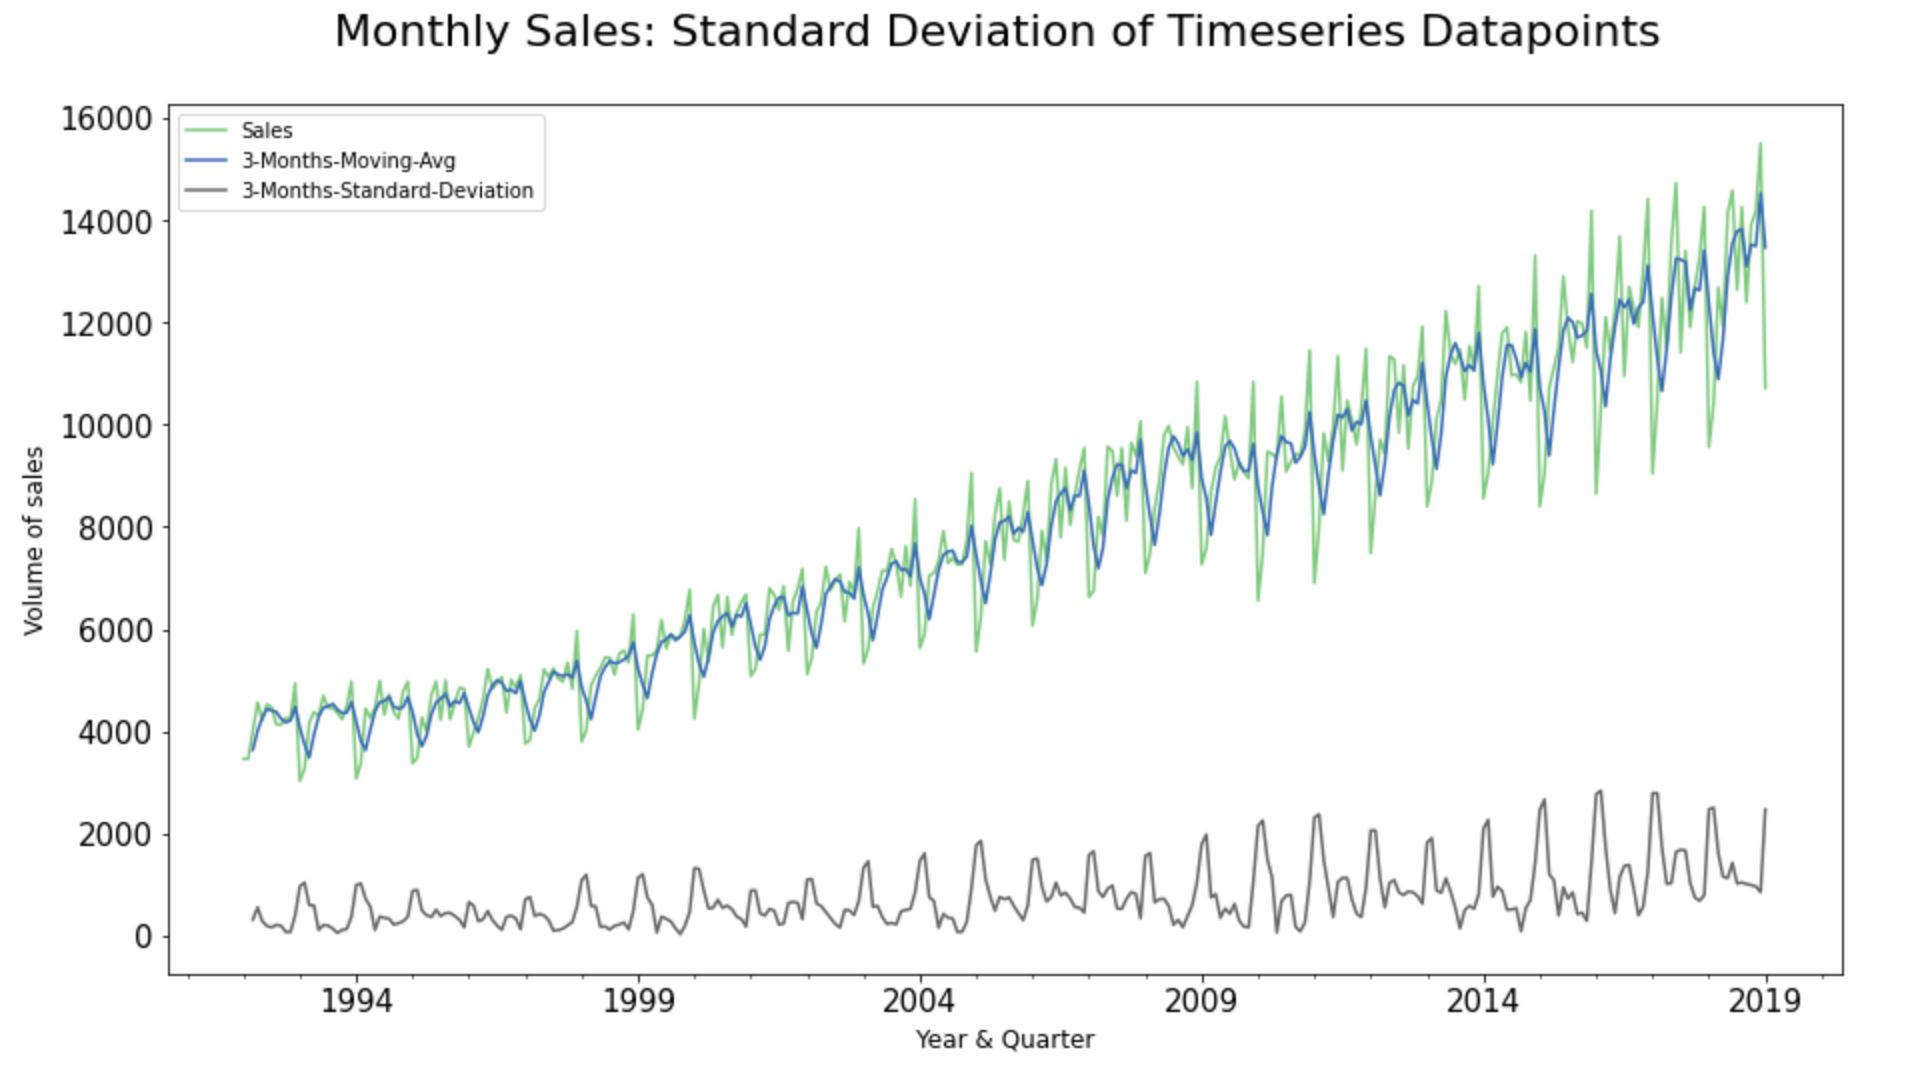 Monthly Sales: Standard Deviation of Timeseries Datapoints
16000
14000
12000
10000
8000
6000
4000
2000
0
Volume of sales
Sales
3-Months-Moving-Avg
3-Months-Standard-Deviation
1994 1999 2004 2009 2014 2019
Year & Quarter